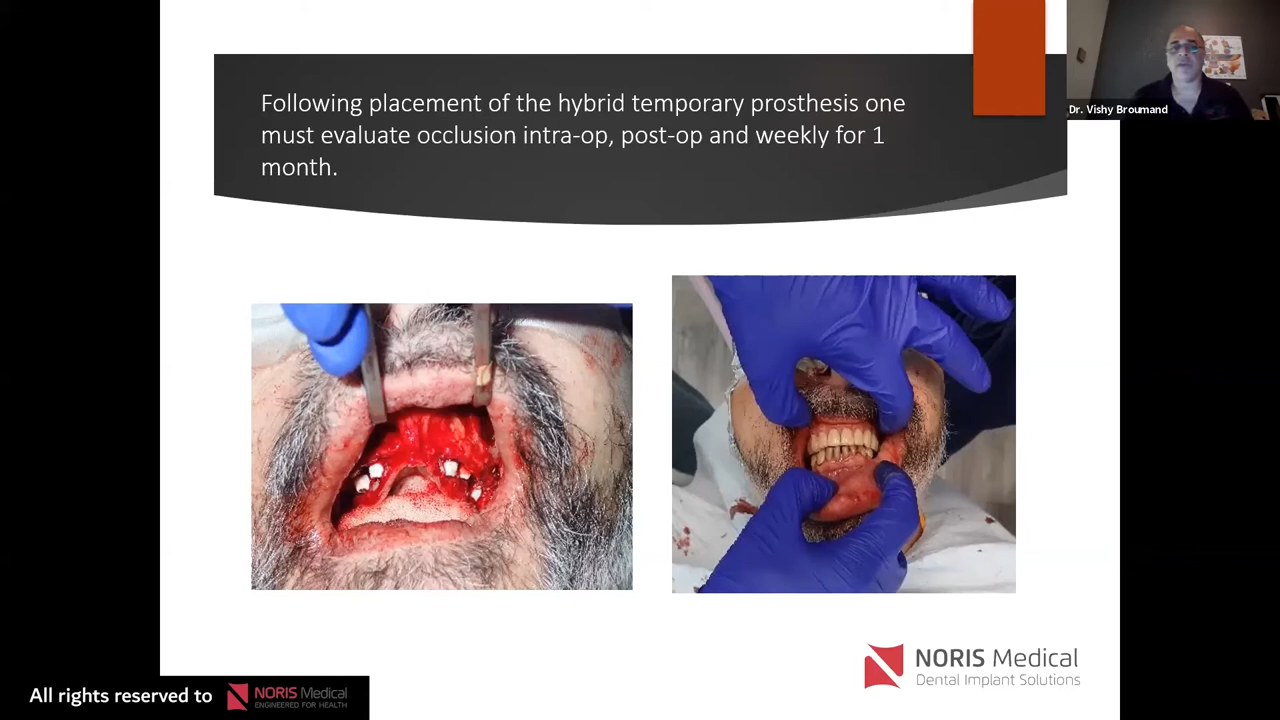 Following placement of the hybrid temporary prosthesis one
must evaluate occlusion intra-op, post-op and weekly for 1
month.
Dr. Vishy Broumand
NORIS Medical
Dental Implant Solutions
All rights reserved to
NORIS Medical
ENGINEERED FOR HEALTH